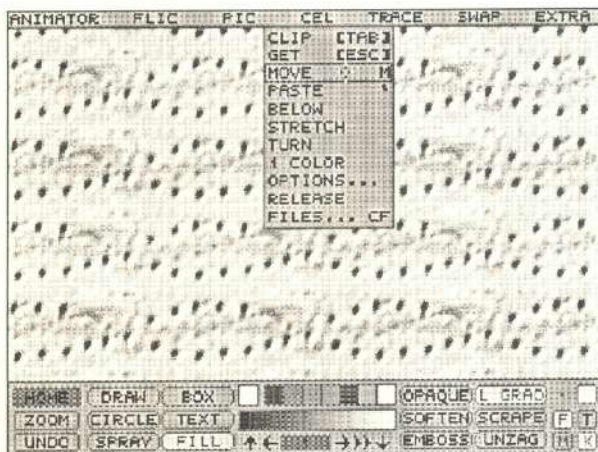 ANIMATOR FLIC PIC CEL TRACE SWAP EXTRA
CLIP [TAB]
GET [ESC]
MOVE M
PASTE `
BELOW
STRETCH
TURN
1 COLOR
OPTIONS...
RELEASE
FILES... CF
HOME DRAW BOX OPAQUE L GRAD
ZOOM CIRCLE TEXT SOFTEN SCRAPE F T
UNDO SPRAY FILL EMBOSS UNZAG M K